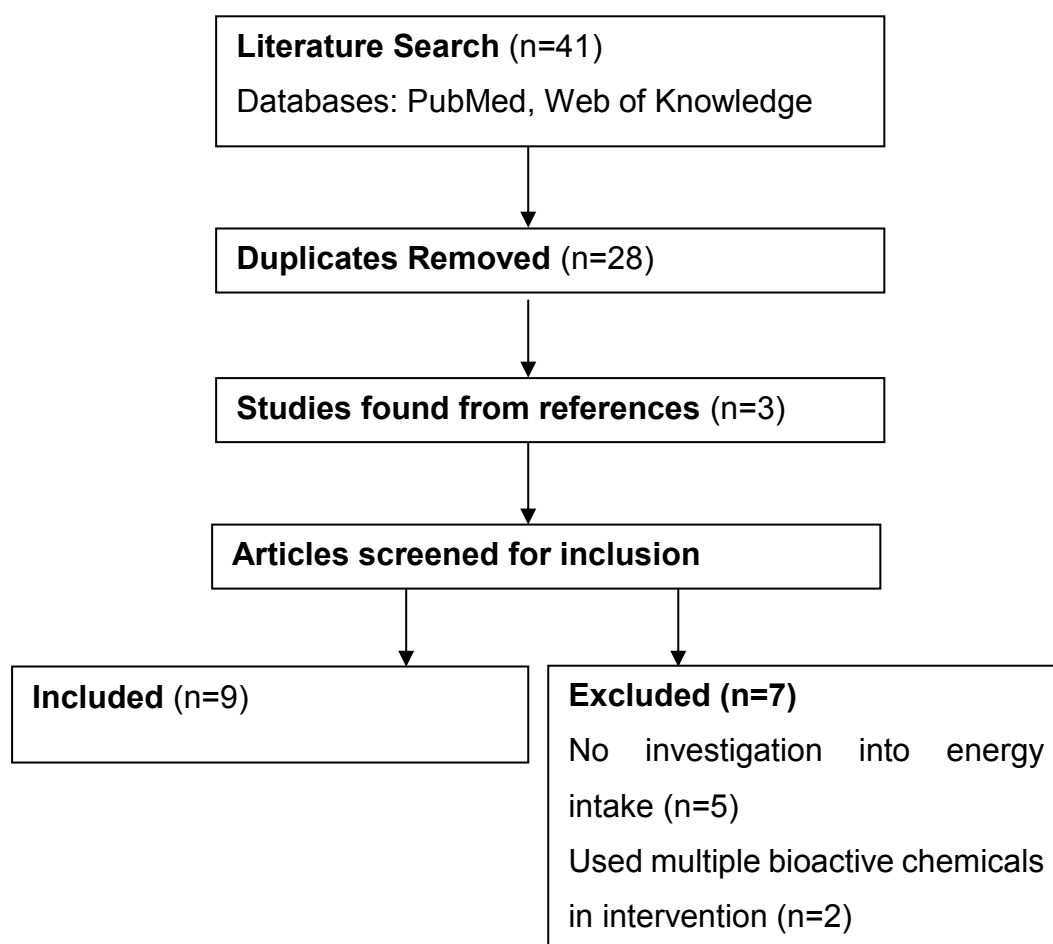 Literature Search (n=41)
Databases: PubMed, Web of Knowledge
Duplicates Removed (n=28)
Studies found from references (n=3)
Articles screened for inclusion
Included (n=9)
Excluded (n=7)
No investigation into energy
intake (n=5)
Used multiple bioactive chemicals
in intervention (n=2)